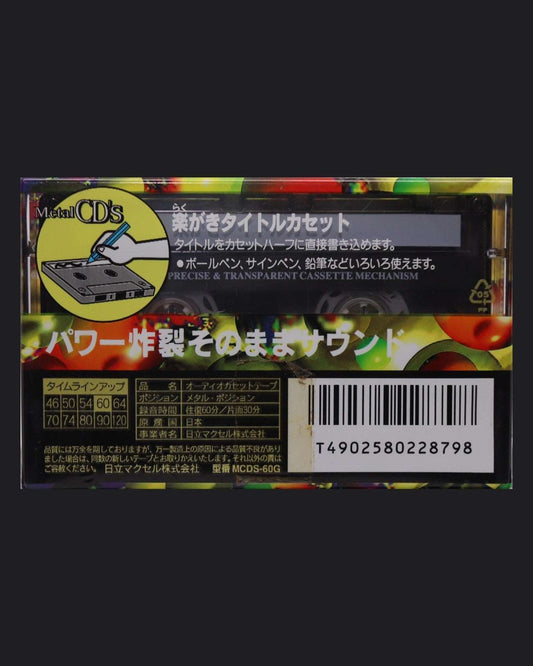 Metal CD's
らく
楽がきタイトルカセット
タイトルをカセットハーフに直接書き込めます。
●ボールペン、サインペン、鉛筆などいろいろ使えます。
PRECISE & TRANSPARENT CASSETTE MECHANISM
05
PP
パワー炸裂そのままサウンド
タイムラインアップ
46 50 54 60 64
70 74 80 90 120
品名 オーディオカセットテープ
ポジション メタル・ポジション
録音時間 往復60分/片面30分
原産国 日本
事業者名 日立マクセル株式会社
品質には万全を期しておりますが、万一製造上の原因による品質不良があり
ました場合は、同数の新しいテープとお取りかえいたします。それ以外の責は
ご容赦ください。 日立マクセル株式会社 型番 MCDS-60G
T4902580228798